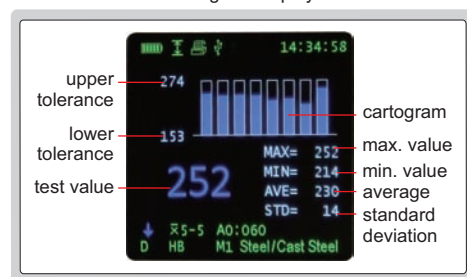 14:34:58
274
153
252
MAX= 252
MIN= 214
AVE= 230
STD= 14
x̅5-5 A0:060
D HB M1 Steel/Cast Steel
upper
tolerance
lower
tolerance
test value
cartogram
max. value
min. value
average
standard
deviation